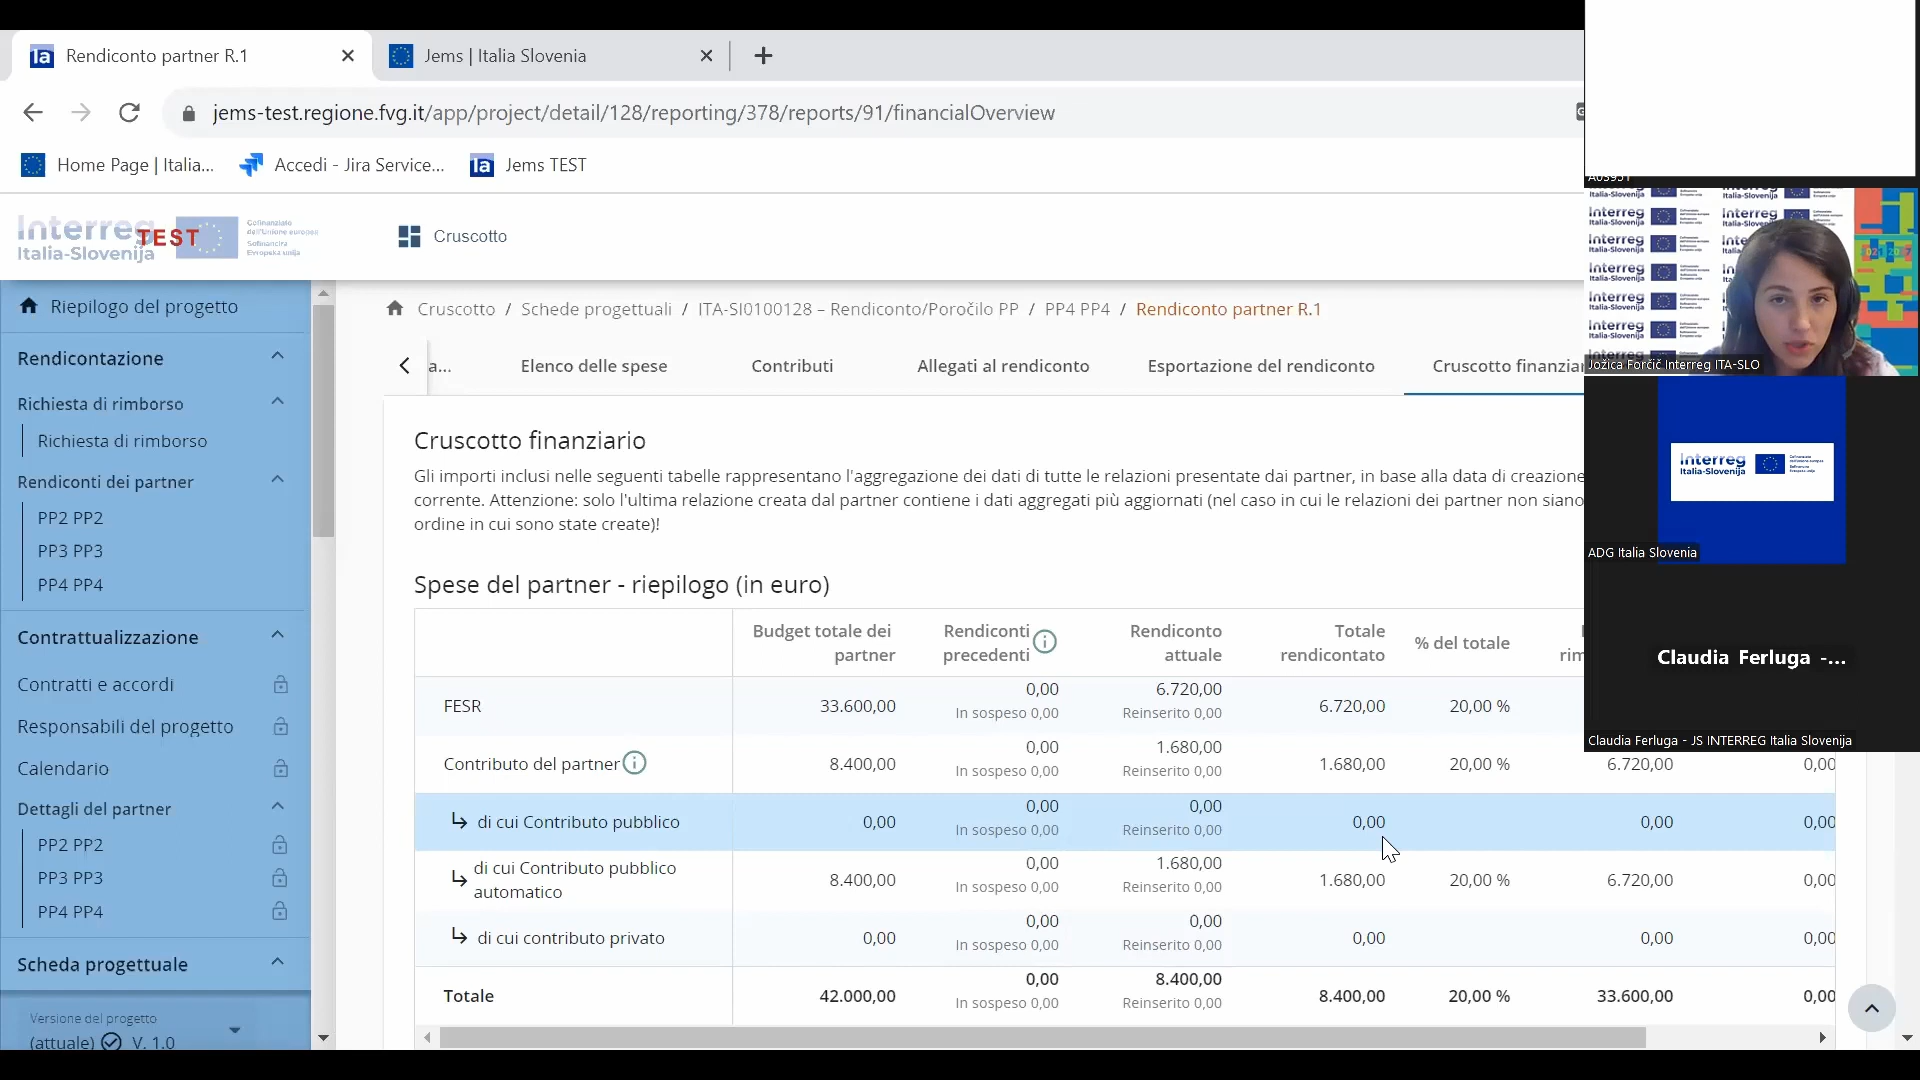 Rendiconto partner R.1
Jems | Italia Slovenia
jems-test.regione.fvg.it/app/project/detail/128/reporting/378/reports/91/financialOverview
Home Page | Italia...
Accedi - Jira Service...
Jems TEST
Interreg
Italia-Slovenija
TEST
Cofinanziato
dell'Unione europea
Sofinancira
Evropska unija
Cruscotto
Riepilogo del progetto
Rendicontazione
Richiesta di rimborso
Richiesta di rimborso
Rendiconti dei partner
PP2 PP2
PP3 PP3
PP4 PP4
Contrattualizzazione
Contratti e accordi
Responsabili del progetto
Calendario
Dettagli del partner
PP2 PP2
PP3 PP3
PP4 PP4
Scheda progettuale
Versione del progetto
(attuale) V. 1.0
Cruscotto / Schede progettuali / ITA-SI0100128 – Rendiconto/Poročilo PP / PP4 PP4 / Rendiconto partner R.1
a... Elenco delle spese Contributi Allegati al rendiconto Esportazione del rendiconto Cruscotto finanziar
Cruscotto finanziario
Gli importi inclusi nelle seguenti tabelle rappresentano l'aggregazione dei dati di tutte le relazioni presentate dai partner, in base alla data di creazione
corrente. Attenzione: solo l'ultima relazione creata dal partner contiene i dati aggregati più aggiornati (nel caso in cui le relazioni dei partner non siano
ordine in cui sono state create)!
Spese del partner - riepilogo (in euro)
Budget totale dei partner Rendiconti precedenti Rendiconto attuale Totale rendicontato % del totale rim
FESR 33.600,00 0,00 In sospeso 0,00 6.720,00 Reinserito 0,00 6.720,00 20,00 %
Contributo del partner 8.400,00 0,00 In sospeso 0,00 1.680,00 Reinserito 0,00 1.680,00 20,00 % 6.720,00 0,00
di cui Contributo pubblico 0,00 0,00 In sospeso 0,00 0,00 Reinserito 0,00 0,00 0,00 0,00
di cui Contributo pubblico automatico 8.400,00 0,00 In sospeso 0,00 1.680,00 Reinserito 0,00 1.680,00 20,00 % 6.720,00 0,00
di cui contributo privato 0,00 0,00 In sospeso 0,00 0,00 Reinserito 0,00 0,00 0,00 0,00
Totale 42.000,00 0,00 In sospeso 0,00 8.400,00 Reinserito 0,00 8.400,00 20,00 % 33.600,00 0,00
Jožica Forčič Interreg ITA-SLO
Interreg
Italia-Slovenija
ADG Italia Slovenia
Claudia Ferluga -...
Claudia Ferluga - JS INTERREG Italia Slovenija